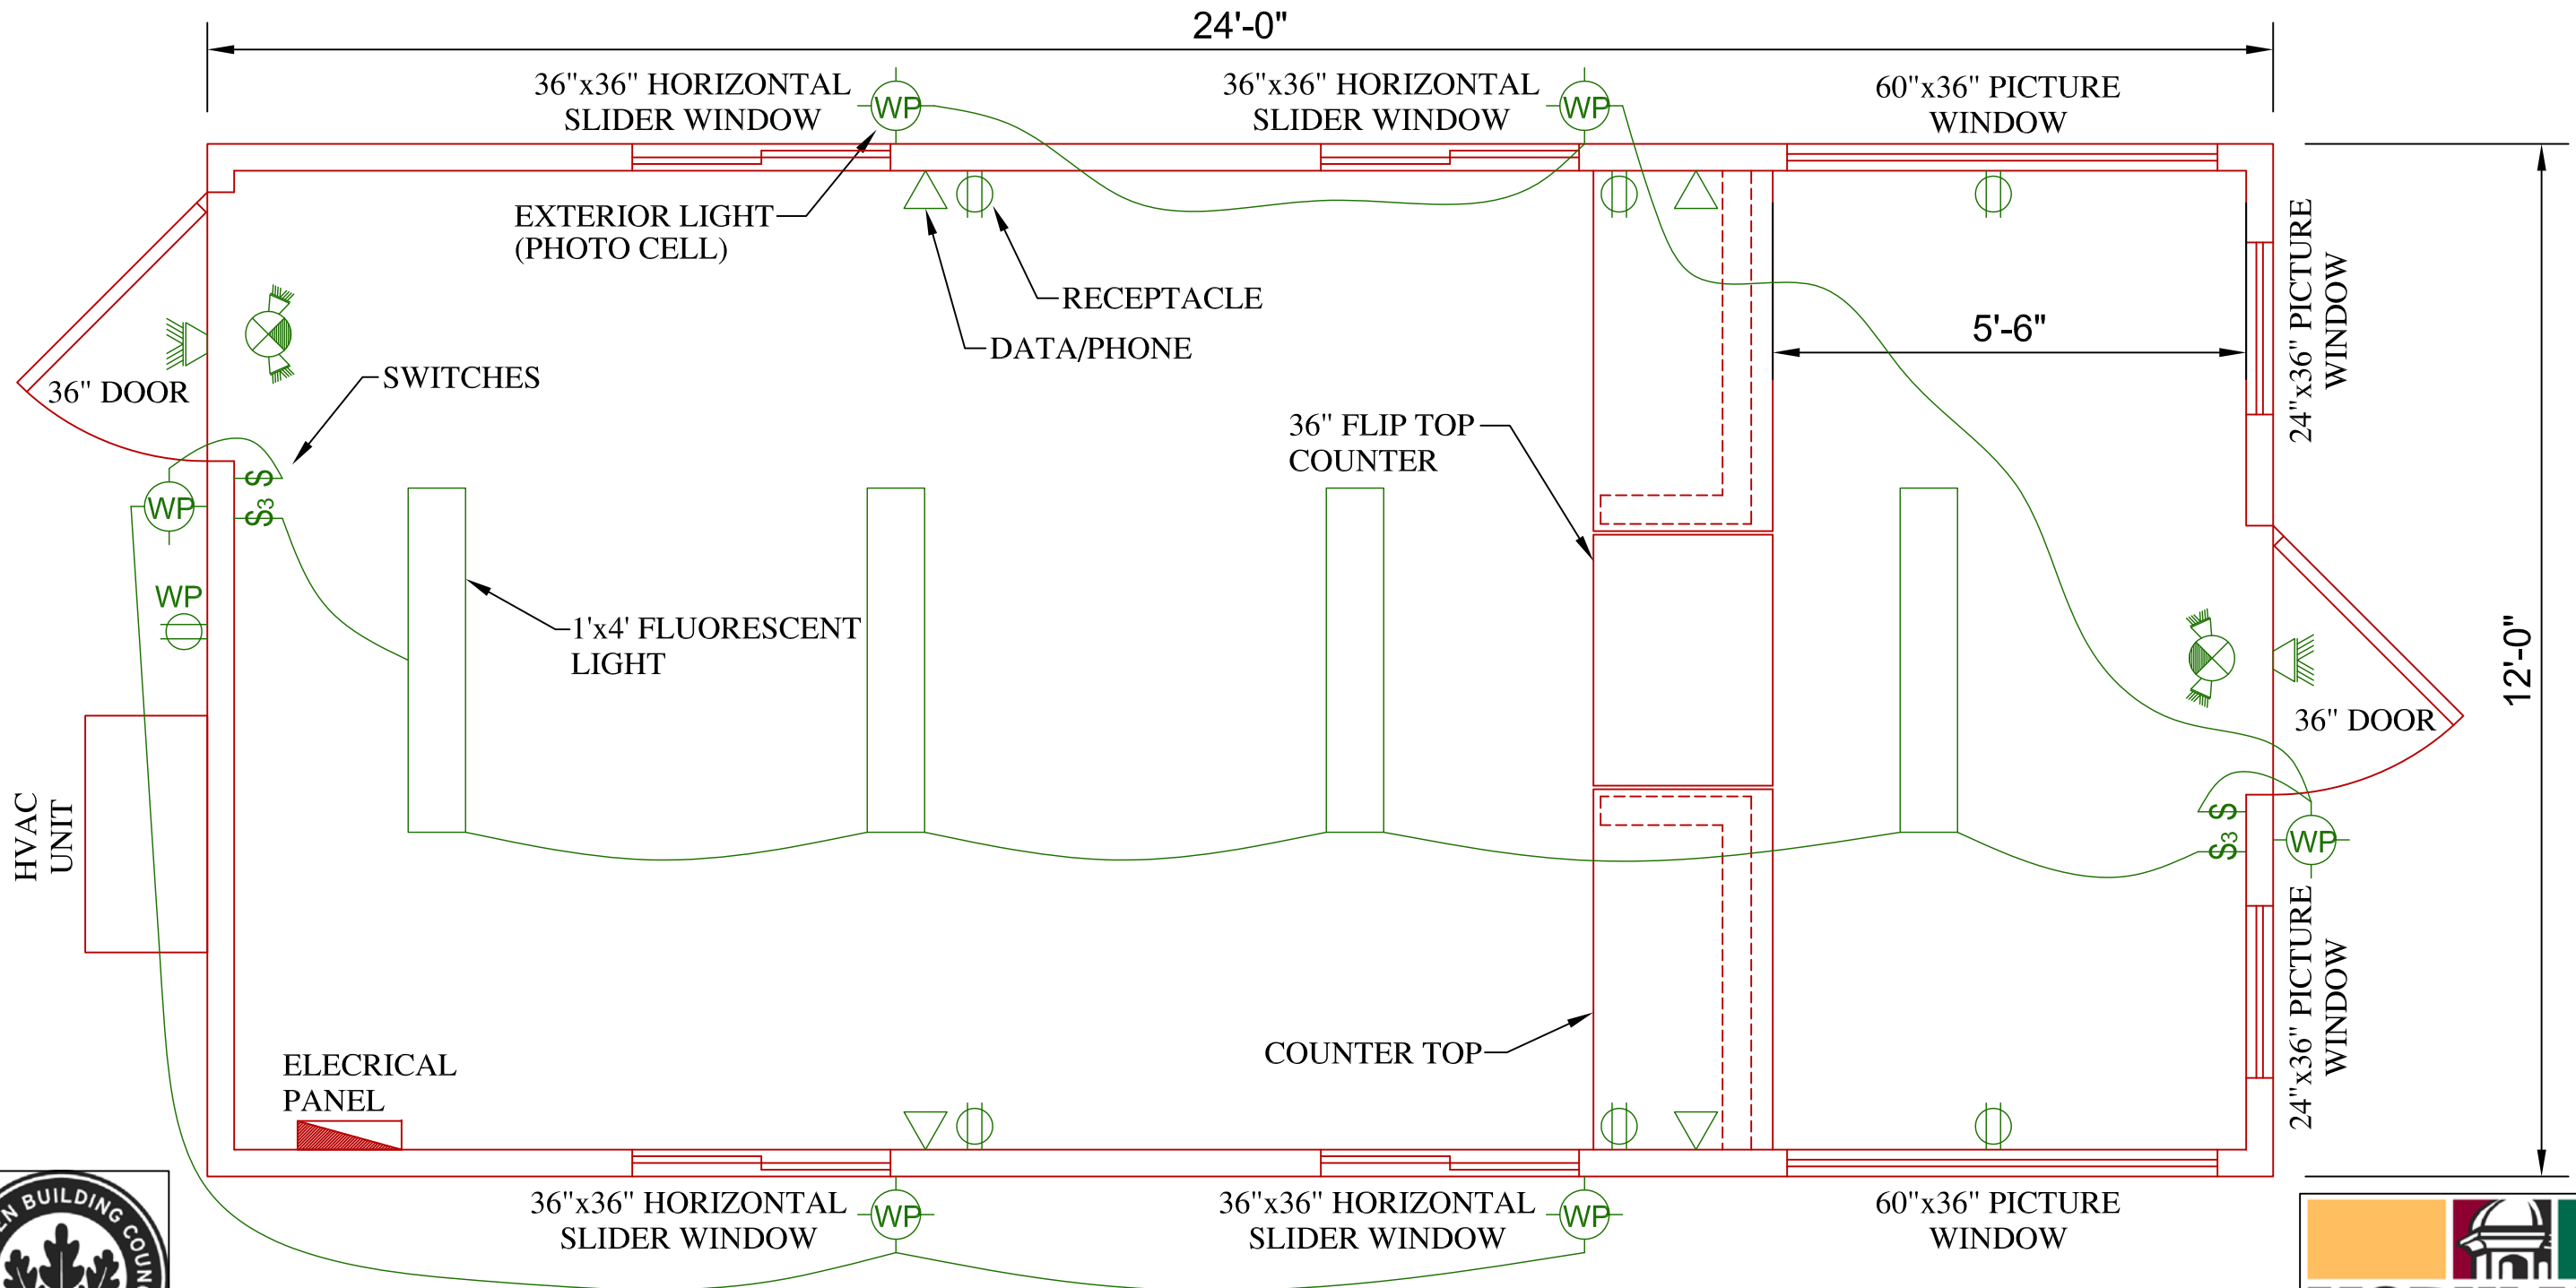 24'-0"
36"x36" HORIZONTAL
SLIDER WINDOW
WP
36"x36" HORIZONTAL
SLIDER WINDOW
WP
60"x36" PICTURE
WINDOW
EXTERIOR LIGHT
(PHOTO CELL)
RECEPTACLE
DATA/PHONE
24"x36" PICTURE
WINDOW
5'-6"
36" DOOR
SWITCHES
36" FLIP TOP
COUNTER
S
S3
WP
WP
1'x4' FLUORESCENT
LIGHT
12'-0"
36" DOOR
HVAC
UNIT
S
S3
WP
24"x36" PICTURE
WINDOW
COUNTER TOP
ELECRICAL
PANEL
36"x36" HORIZONTAL
SLIDER WINDOW
WP
36"x36" HORIZONTAL
SLIDER WINDOW
WP
60"x36" PICTURE
WINDOW
BUILDING